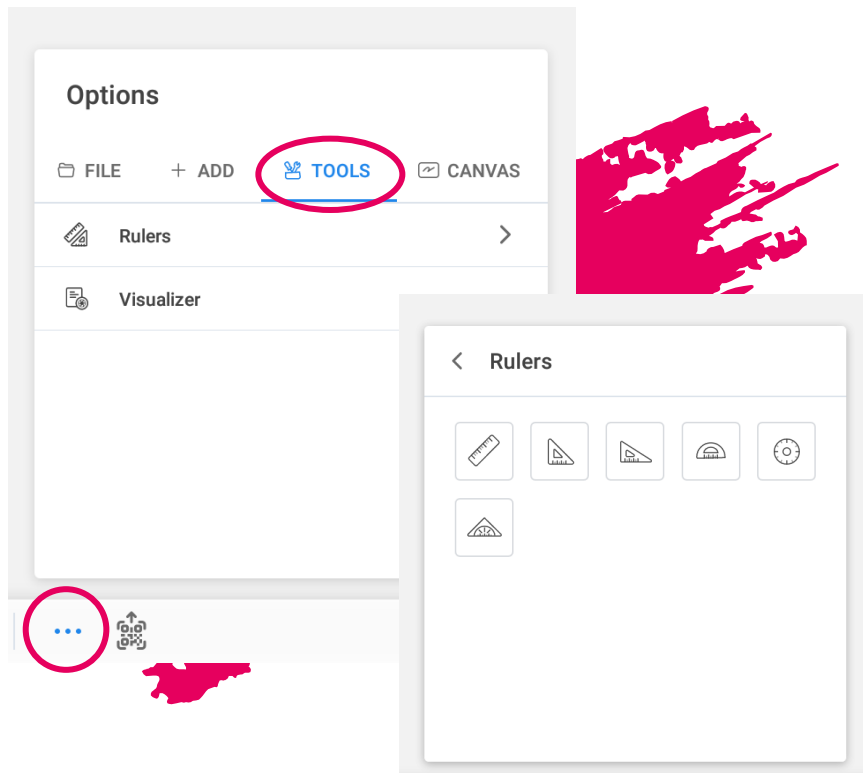 Options
FILE ADD TOOLS CANVAS
Rulers
Visualizer
Rulers